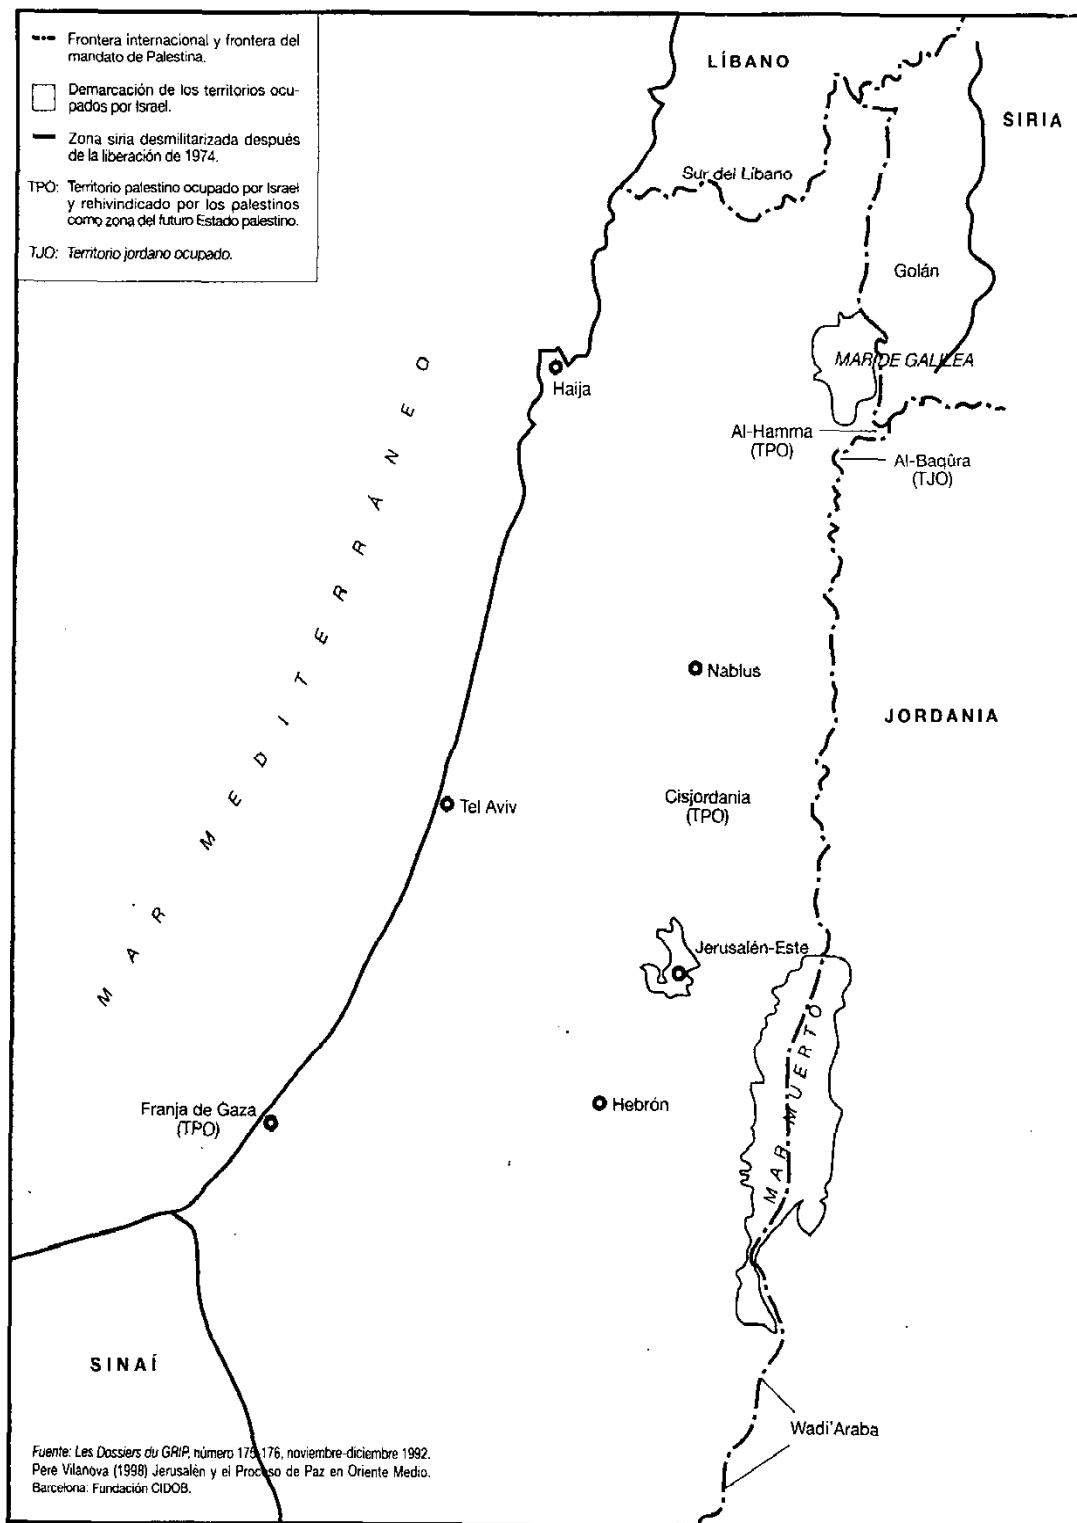 Frontera internacional y frontera del
mandato de Palestina.
Demarcación de los territorios ocu-
pados por Israel.
Zona siria desmilitarizada después
de la liberación de 1974.
TPO: Territorio palestino ocupado por Israel
y rehivindicado por los palestinos
como zona del futuro Estado palestino.
TJO: Territorio jordano ocupado.
LÍBANO
SIRIA
Sur del Líbano
Golán
MAR DE GALILEA
Haija
Al-Hamma
(TPO)
Al-Baqûra
(TJO)
MAR MEDITERRÁNEO
Nablus
JORDANIA
Cisjordania
(TPO)
Tel Aviv
Jerusalén-Este
MAR MUERTO
Hebrón
Franja de Gaza
(TPO)
SINAÍ
Wadi'Araba
Fuente: Les Dossiers du GRIP, número 175-176, noviembre-diciembre 1992.
Pere Vilanova (1998) Jerusalén y el Proceso de Paz en Oriente Medio.
Barcelona: Fundación CIDOB.